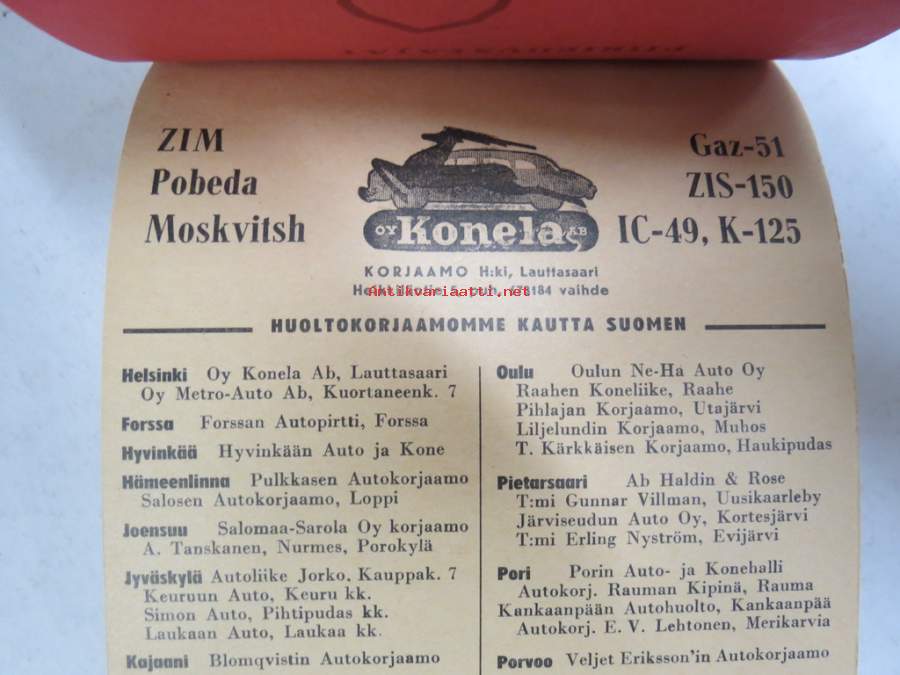 ZIM
Pobeda
Moskvitsh
OY Konela AB
Gaz-51
ZIS-150
IC-49, K-125
KORJAAMO H:ki, Lauttasaari
5, puh. 184 vaihde
Antikvariaatti.net
HUOLTOKORJAAMOMME KAUTTA SUOMEN
Helsinki Oy Konela Ab, Lauttasaari
Oy Metro-Auto Ab, Kuortaneenk. 7
Forssa Forssan Autopirtti, Forssa
Hyvinkää Hyvinkään Auto ja Kone
Hämeenlinna Pulkkasen Autokorjaamo
Salosen Autokorjaamo, Loppi
Joensuu Salomaa-Sarola Oy korjaamo
A. Tanskanen, Nurmes, Porokylä
Jyväskylä Autoliike Jorko, Kauppak. 7
Keuruun Auto, Keuru kk.
Simon Auto, Pihtipudas kk.
Laukaan Auto, Laukaa kk.
Kajaani Blomqvistin Autokorjaamo
Oulu Oulun Ne-Ha Auto Oy
Raahen Koneliike, Raahe
Pihlajan Korjaamo, Utajärvi
Liljelundin Korjaamo, Muhos
T. Kärkkäisen Korjaamo, Haukipudas
Pietarsaari Ab Haldin & Rose
T:mi Gunnar Villman, Uusikaarleby
Järviseudun Auto Oy, Kortesjärvi
T:mi Erling Nyström, Evijärvi
Pori Porin Auto- ja Konehalli
Autokorj. Rauman Kipinä, Rauma
Kankaanpään Autohuolto, Kankaanpää
Autokorj. E. V. Lehtonen, Merikarvia
Porvoo Veljet Eriksson'in Autokorjaamo